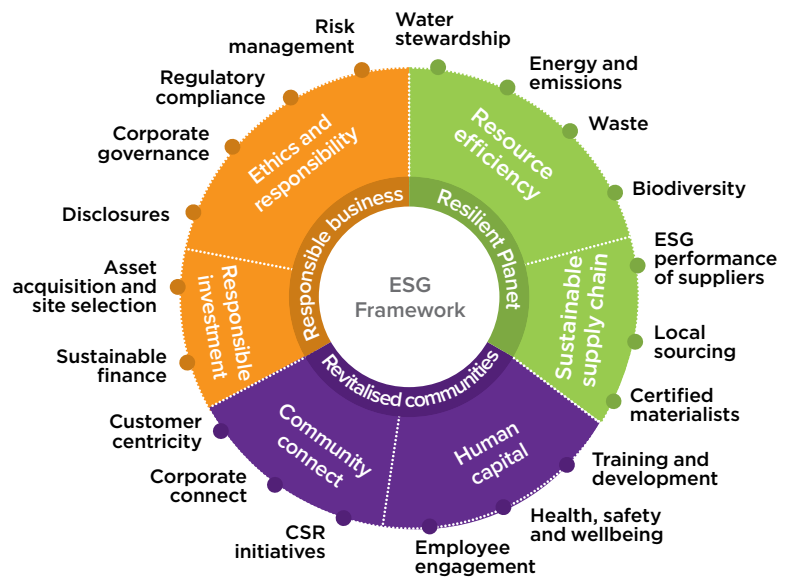 ESG
Framework
Resilient Planet
Resource
efficiency
Water
stewardship
Energy and
emissions
Waste
Biodiversity
Sustainable
supply chain
ESG
performance
of suppliers
Local
sourcing
Certified
materialists
Revitalised communities
Human
capital
Training and
development
Health, safety
and wellbeing
Employee
engagement
Community
connect
CSR
initiatives
Corporate
connect
Customer
centricity
Responsible business
Responsible
investment
Sustainable
finance
Asset
acquisition and
site selection
Ethics and
responsibility
Disclosures
Corporate
governance
Regulatory
compliance
Risk
management